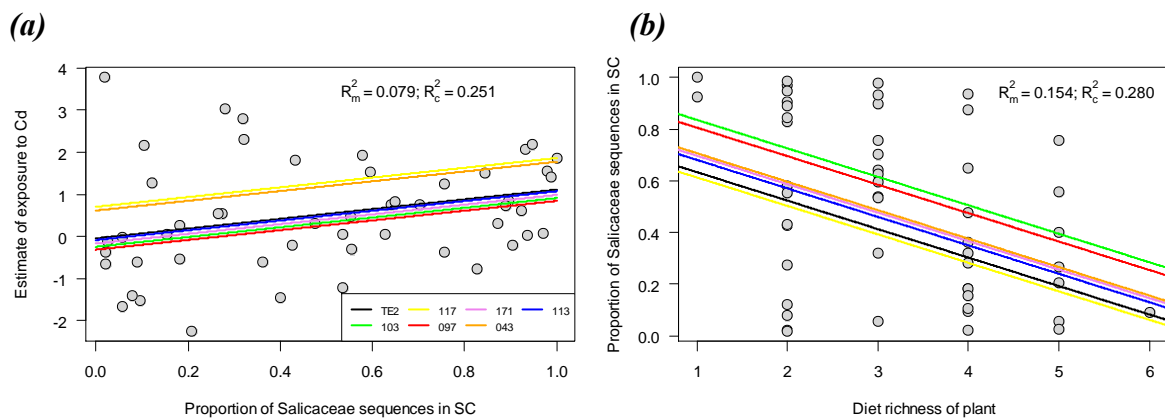 (a)
R²m = 0.079; R²c = 0.251
Estimate of exposure to Cd
4
3
2
1
0
-1
-2
TE2 117 171 113
103 097 043
0.0 0.2 0.4 0.6 0.8 1.0
Proportion of Salicaceae sequences in SC
(b)
R²m = 0.154; R²c = 0.280
Proportion of Salicaceae sequences in SC
1.0
0.8
0.6
0.4
0.2
0.0
1 2 3 4 5 6
Diet richness of plant